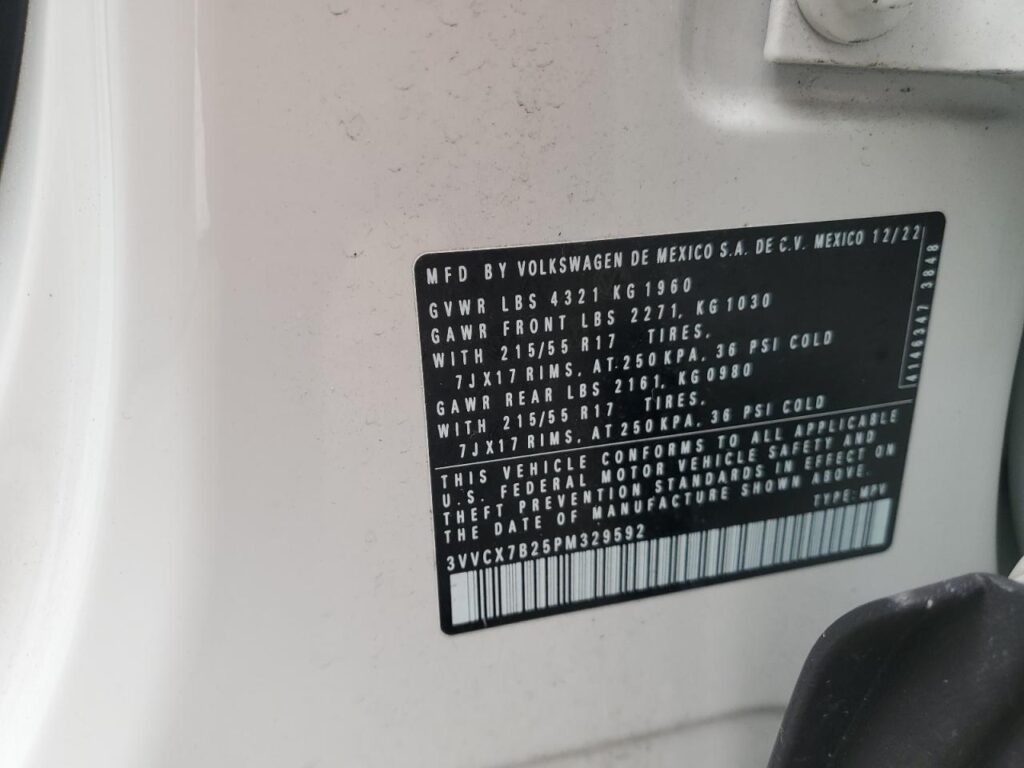 MFD BY VOLKSWAGEN DE MEXICO S.A. DE C.V. MEXICO 12/22
GVWR LBS 4321 KG 1960
GAWR FRONT LBS 2271, KG 1030
WITH 215/55 R17 TIRES,
7JX17 RIMS, AT 250 KPA, 36 PSI COLD
GAWR REAR LBS 2161, KG 0980
WITH 215/55 R17 TIRES,
7JX17 RIMS, AT 250 KPA, 36 PSI COLD
4146347 3848
THIS VEHICLE CONFORMS TO ALL APPLICABLE
U.S. FEDERAL MOTOR VEHICLE SAFETY AND
THEFT PREVENTION STANDARDS IN EFFECT ON
THE DATE OF MANUFACTURE SHOWN ABOVE.
TYPE: MPV
3VVCX7B25PM329592